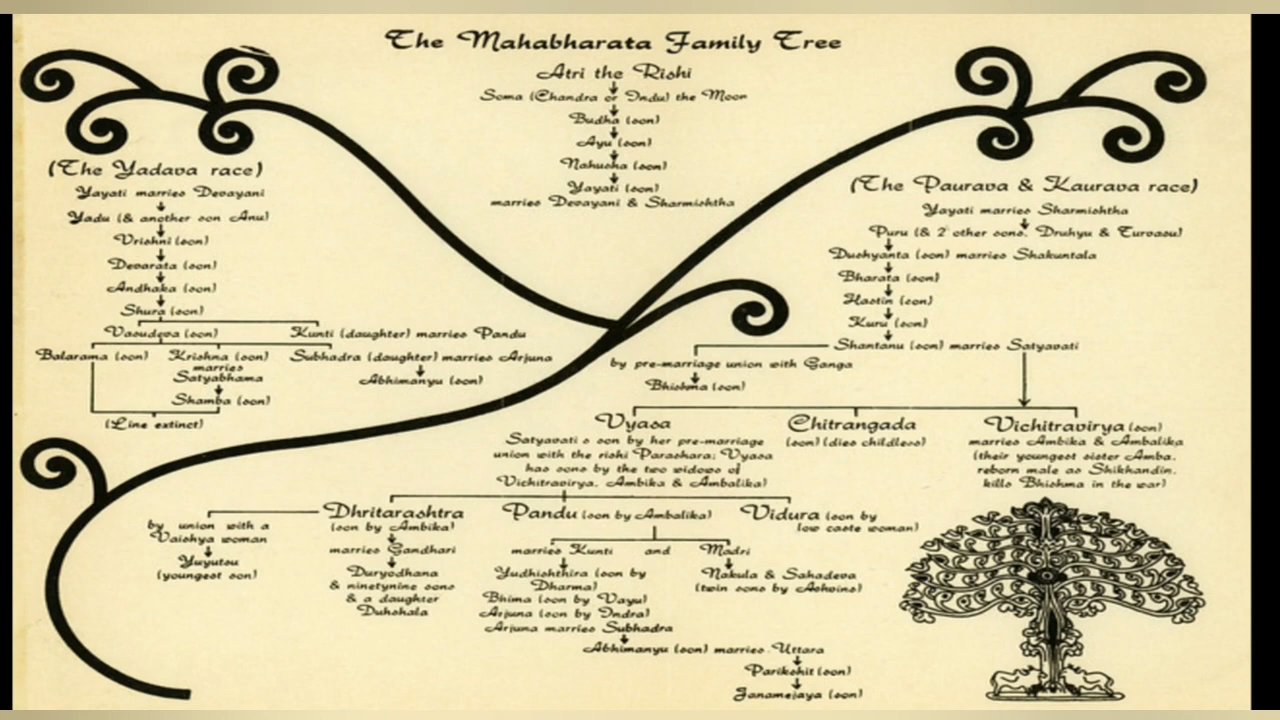 The Mahabharata Family Tree
Atri the Rishi
Soma (Chandra or Indu) the Moon
Budha (son)
Ayu (son)
Nahusha (son)
Yayati (son)
marries Devayani & Sharmishtha
(The Yadava race)
Yayati marries Devayani
Yadu (& another son Anu)
Vrishni (son)
Devarata (son)
Andhaka (son)
Shura (son)
Vasudeva (son) Kunti (daughter) marries Pandu
Balarama (son) Krishna (son) Subhadra (daughter) marries Arjuna
marries
Satyabhama Abhimanyu (son)
Shamba (son)
(Line extinct)
(The Paurava & Kaurava race)
Yayati marries Sharmishtha
Puru (& 2 other sons, Druhyu & Turvasu)
Dushyanta (son) marries Shakuntala
Bharata (son)
Hastin (son)
Kuru (son)
Shantanu (son) marries Satyavati
by pre-marriage union with Ganga
Bhishma (son)
Vyasa
Satyavati s son by her pre-marriage
union with the rishi Parashara; Vyasa
has sons by the two widows of
Vichitravirya, Ambika & Ambalika)
Chitrangada
(son) (dies childless)
Vichitravirya (son)
marries Ambika & Ambalika
(their youngest sister Amba,
reborn male as Shikhandin,
kills Bhishma in the war)
by union with a
Vaishya woman
Yuyutsu
(youngest son)
Dhritarashtra
(son by Ambika)
marries Gandhari
Duryodhana
& ninetynine sons
& a daughter
Duhshala
Pandu (son by Ambalika)
marries Kunti and Madri
Yudhishthira (son by
Dharma)
Bhima (son by Vayu)
Arjuna (son by Indra)
Arjuna marries Subhadra
Nakula & Sahadeva
(twin sons by Ashvins)
Vidura (son by
low caste woman)
Abhimanyu (son) marries Uttara
Parikshit (son)
Janamejaya (son)